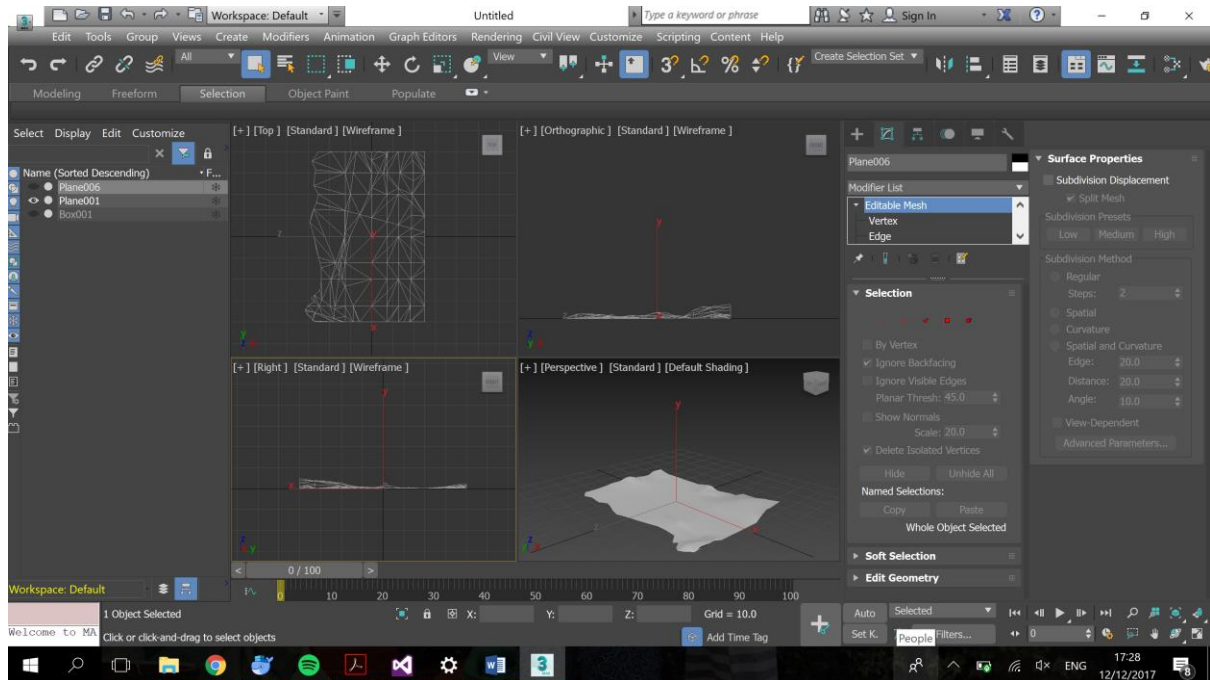 Workspace: Default
Untitled
Type a keyword or phrase
Sign In
Edit Tools Group Views Create Modifiers Animation Graph Editors Rendering Civil View Customize Scripting Content Help
All
View
Create Selection Set
Modeling Freeform Selection Object Paint Populate
Select Display Edit Customize
Name (Sorted Descending)
F...
Plane006
Plane001
Box001
[+] [Top] [Standard] [Wireframe]
[+] [Orthographic] [Standard] [Wireframe]
[+] [Right] [Standard] [Wireframe]
[+] [Perspective] [Standard] [Default Shading]
Plane006
Modifier List
Editable Mesh
Vertex
Edge
Selection
By Vertex
Ignore Backfacing
Ignore Visible Edges
Planar Thresh: 45.0
Show Normals
Scale: 20.0
Delete Isolated Vertices
Hide Unhide All
Named Selections:
Copy Paste
Whole Object Selected
Soft Selection
Edit Geometry
Surface Properties
Subdivision Displacement
Split Mesh
Subdivision Presets
Low Medium High
Subdivision Method
Regular
Steps: 2
Spatial
Curvature
Spatial and Curvature
Edge: 20.0
Distance: 20.0
Angle: 10.0
View-Dependent
Advanced Parameters...
< 0 / 100 >
Workspace: Default
0 10 20 30 40 50 60 70 80 90 100
1 Object Selected
X: Y: Z: Grid = 10.0
Auto Selected
Welcome to MA
Click or click-and-drag to select objects
Add Time Tag
Set K. Filters...
0
People
ENG
17:28
12/12/2017
8